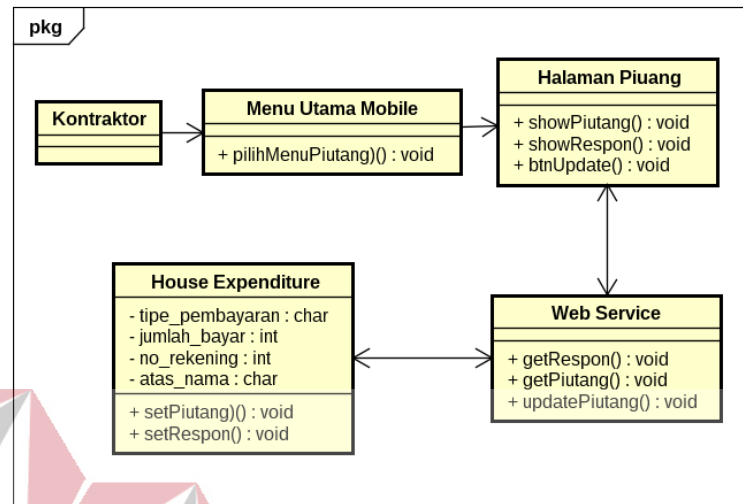 pkg
Kontraktor
Menu Utama Mobile
+ pilihMenuPiutang)() : void
Halaman Piuang
+ showPiutang() : void
+ showRespon() : void
+ btnUpdate() : void
House Expenditure
- tipe_pembayaran : char
- jumlah_bayar : int
- no_rekening : int
- atas_nama : char
+ setPiutang)() : void
+ setRespon() : void
Web Service
+ getRespon() : void
+ getPiutang() : void
+ updatePiutang() : void